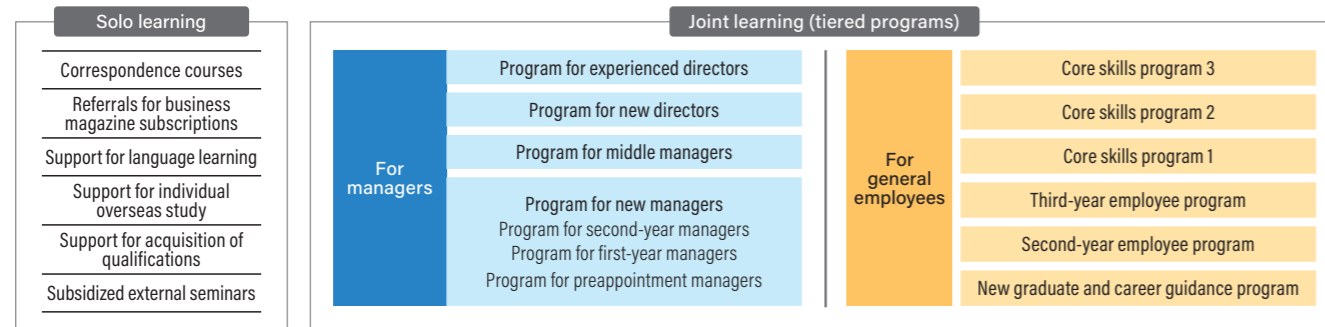 Solo learning
Correspondence courses
Referrals for business
magazine subscriptions
Support for language learning
Support for individual
overseas study
Support for acquisition of
qualifications
Subsidized external seminars
Joint learning (tiered programs)
For
managers
Program for experienced directors
Program for new directors
Program for middle managers
Program for new managers
Program for second-year managers
Program for first-year managers
Program for preappointment managers
For
general
employees
Core skills program 3
Core skills program 2
Core skills program 1
Third-year employee program
Second-year employee program
New graduate and career guidance program